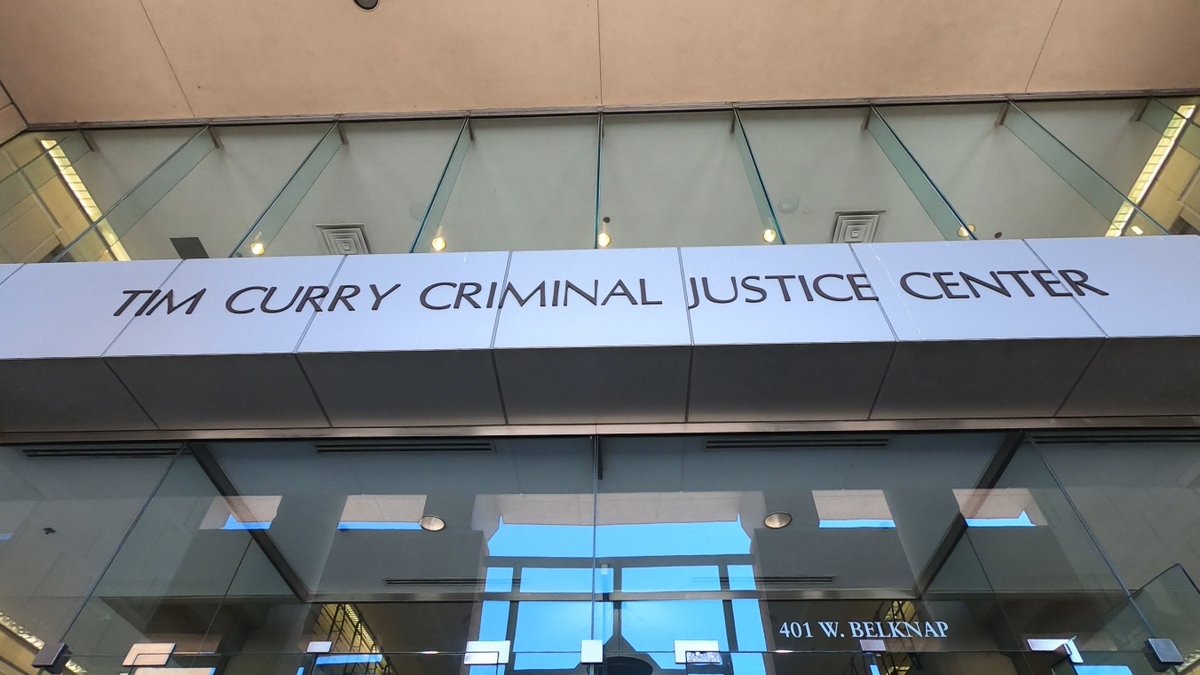 TIM CURRY CRIMINAL JUSTICE CENTER
401 W. BELKNAP